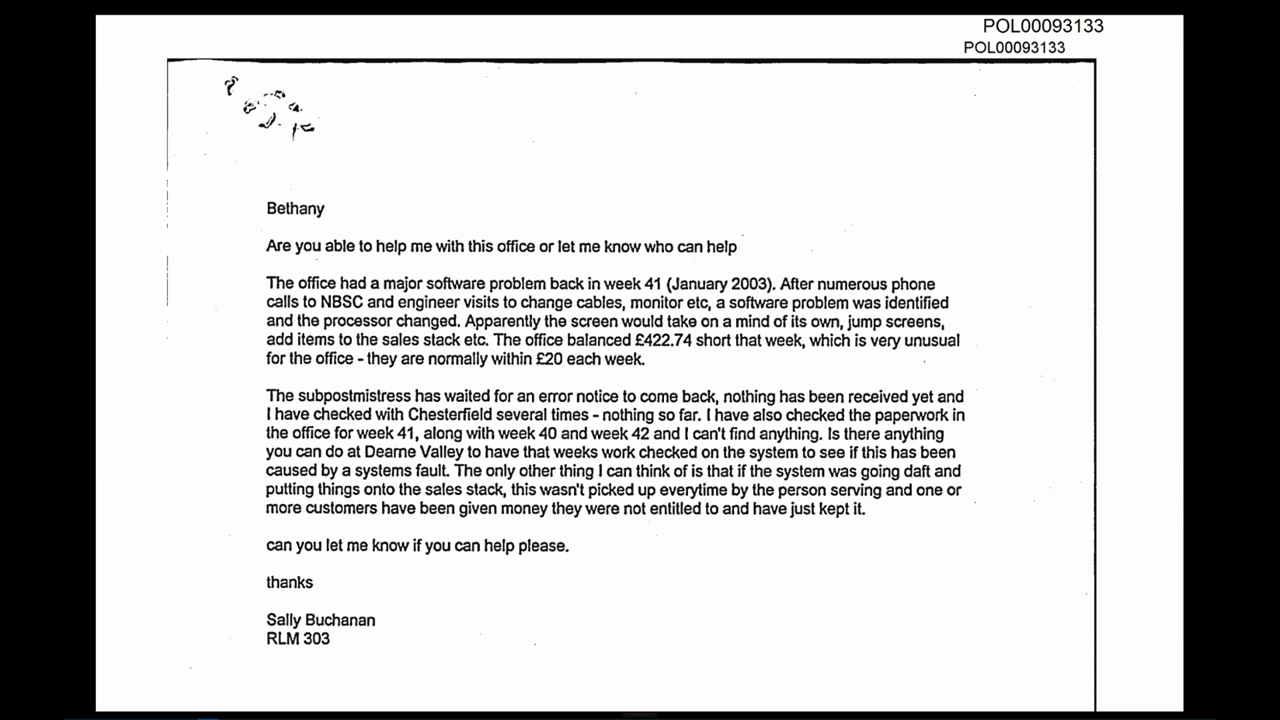 POL00093133
POL00093133
Bethany
Are you able to help me with this office or let me know who can help
The office had a major software problem back in week 41 (January 2003). After numerous phone
calls to NBSC and engineer visits to change cables, monitor etc, a software problem was identified
and the processor changed. Apparently the screen would take on a mind of its own, jump screens,
add items to the sales stack etc. The office balanced £422.74 short that week, which is very unusual
for the office - they are normally within £20 each week.
The subpostmistress has waited for an error notice to come back, nothing has been received yet and
I have checked with Chesterfield several times - nothing so far. I have also checked the paperwork in
the office for week 41, along with week 40 and week 42 and I can't find anything. Is there anything
you can do at Dearne Valley to have that weeks work checked on the system to see if this has been
caused by a systems fault. The only other thing I can think of is that if the system was going daft and
putting things onto the sales stack, this wasn't picked up everytime by the person serving and one or
more customers have been given money they were not entitled to and have just kept it.
can you let me know if you can help please.
thanks
Sally Buchanan
RLM 303